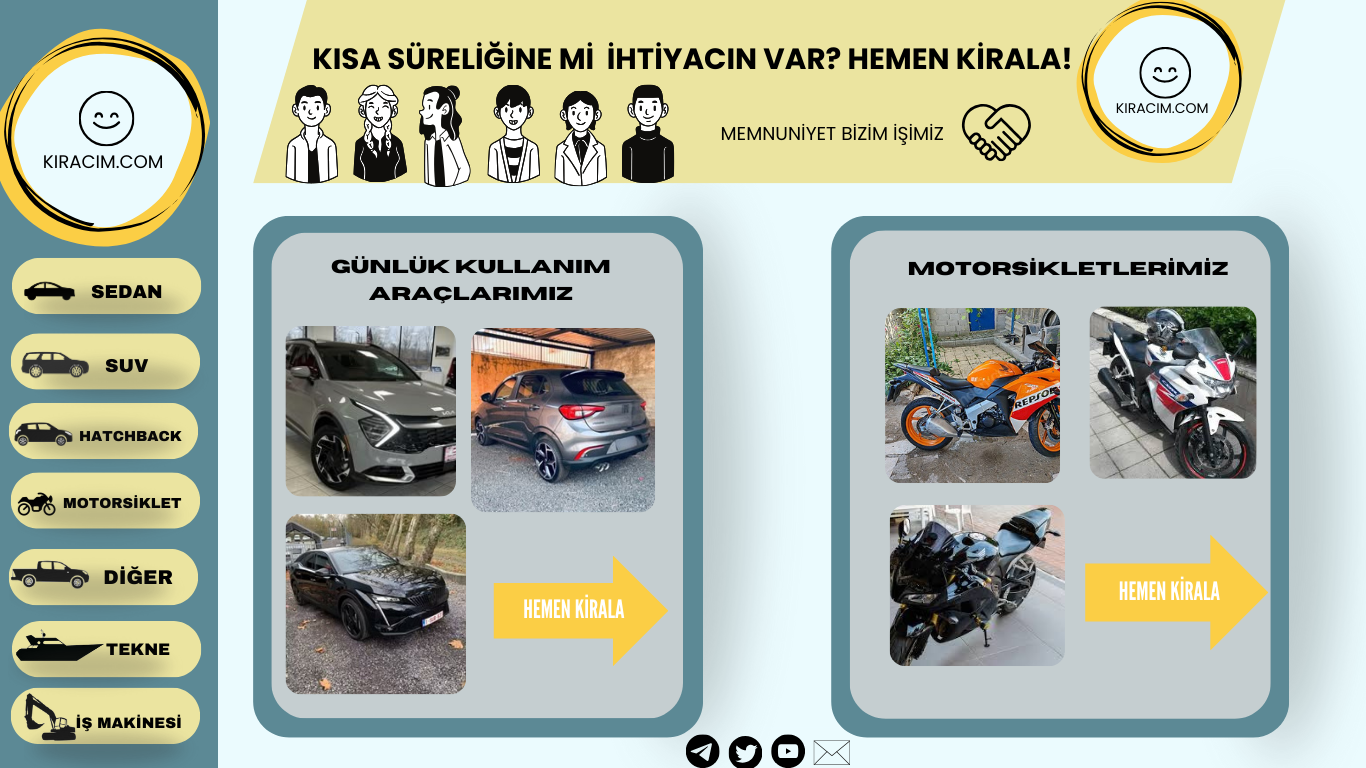 KISA SÜRELİĞİNE Mİ İHTİYACIN VAR? HEMEN KİRALA!
KIRACIM.COM
MEMNUNİYET BİZİM İŞİMİZ
KIRACIM.COM
SEDAN
SUV
HATCHBACK
MOTORSİKLET
DİĞER
TEKNE
İŞ MAKİNESİ
GÜNLÜK KULLANIM
ARAÇLARIMIZ
HEMEN KİRALA
MOTORSİKLETLERİMİZ
REPSOL
HEMEN KİRALA